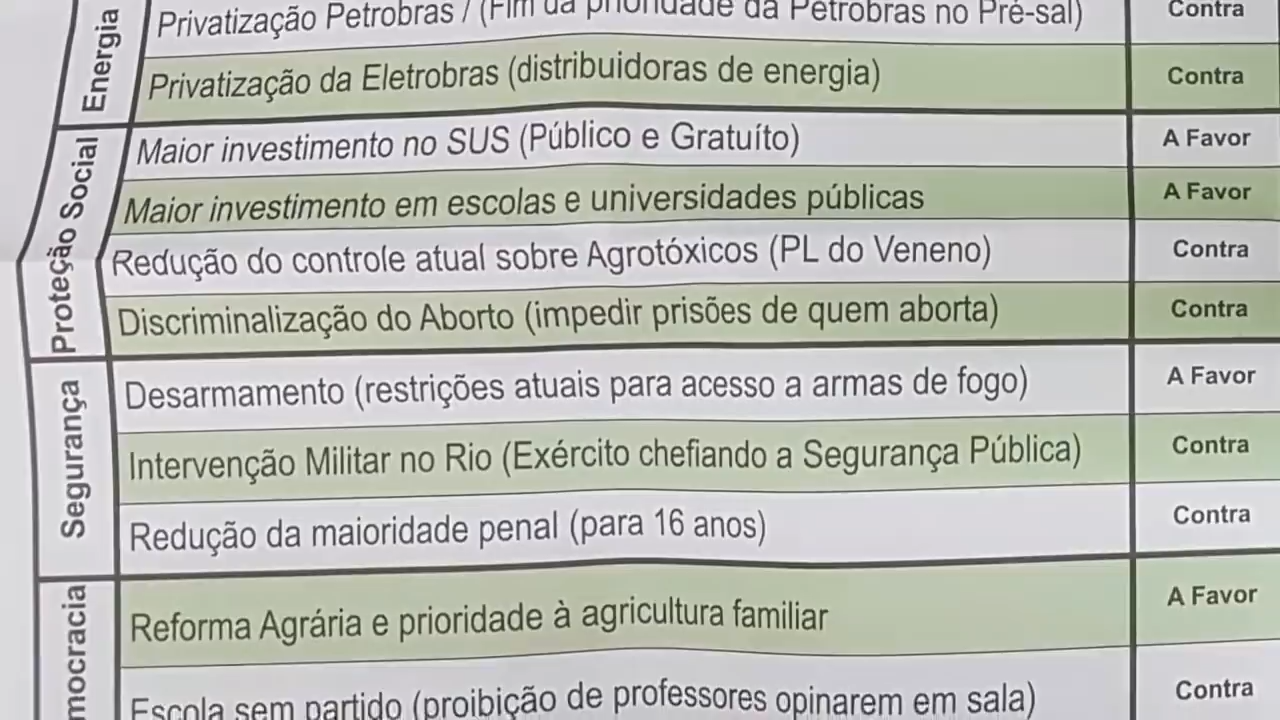 Energia
Privatização Petrobras / (Fim da prioridade da Petrobras no Pré-sal) Contra
Privatização da Eletrobras (distribuidoras de energia) Contra
Proteção Social
Maior investimento no SUS (Público e Gratuíto) A Favor
Maior investimento em escolas e universidades públicas A Favor
Redução do controle atual sobre Agrotóxicos (PL do Veneno) Contra
Discriminalização do Aborto (impedir prisões de quem aborta) Contra
Segurança
Desarmamento (restrições atuais para acesso a armas de fogo) A Favor
Intervenção Militar no Rio (Exército chefiando a Segurança Pública) Contra
Redução da maioridade penal (para 16 anos) Contra
mocracia
Reforma Agrária e prioridade à agricultura familiar A Favor
Escola sem partido (proibição de professores opinarem em sala) Contra